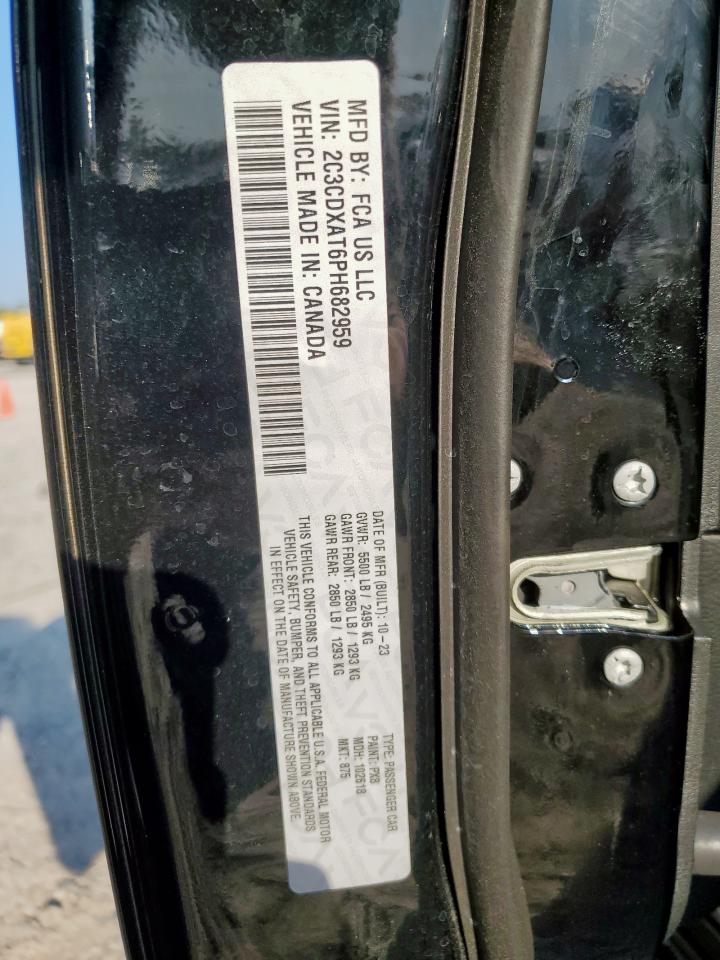 MFD BY: FCA US LLC
VIN: 2C3CDXAT6PH682959
VEHICLE MADE IN: CANADA
DATE OF MFR (BUILT): 10-23
GVWR: 5500 LB / 2495 KG
GAWR FRONT: 2850 LB / 1293 KG
GAWR REAR: 2850 LB / 1293 KG
THIS VEHICLE CONFORMS TO ALL APPLICABLE U.S.A. FEDERAL MOTOR
VEHICLE SAFETY, BUMPER, AND THEFT PREVENTION STANDARDS
IN EFFECT ON THE DATE OF MANUFACTURE SHOWN ABOVE.
TYPE: PASSENGER CAR
PAINT: PX8
MDH: 102618
MKT: 875